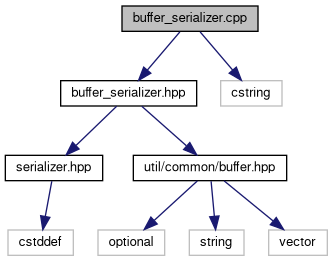 buffer_serializer.cpp
buffer_serializer.hpp
cstring
serializer.hpp
util/common/buffer.hpp
cstddef
optional
string
vector